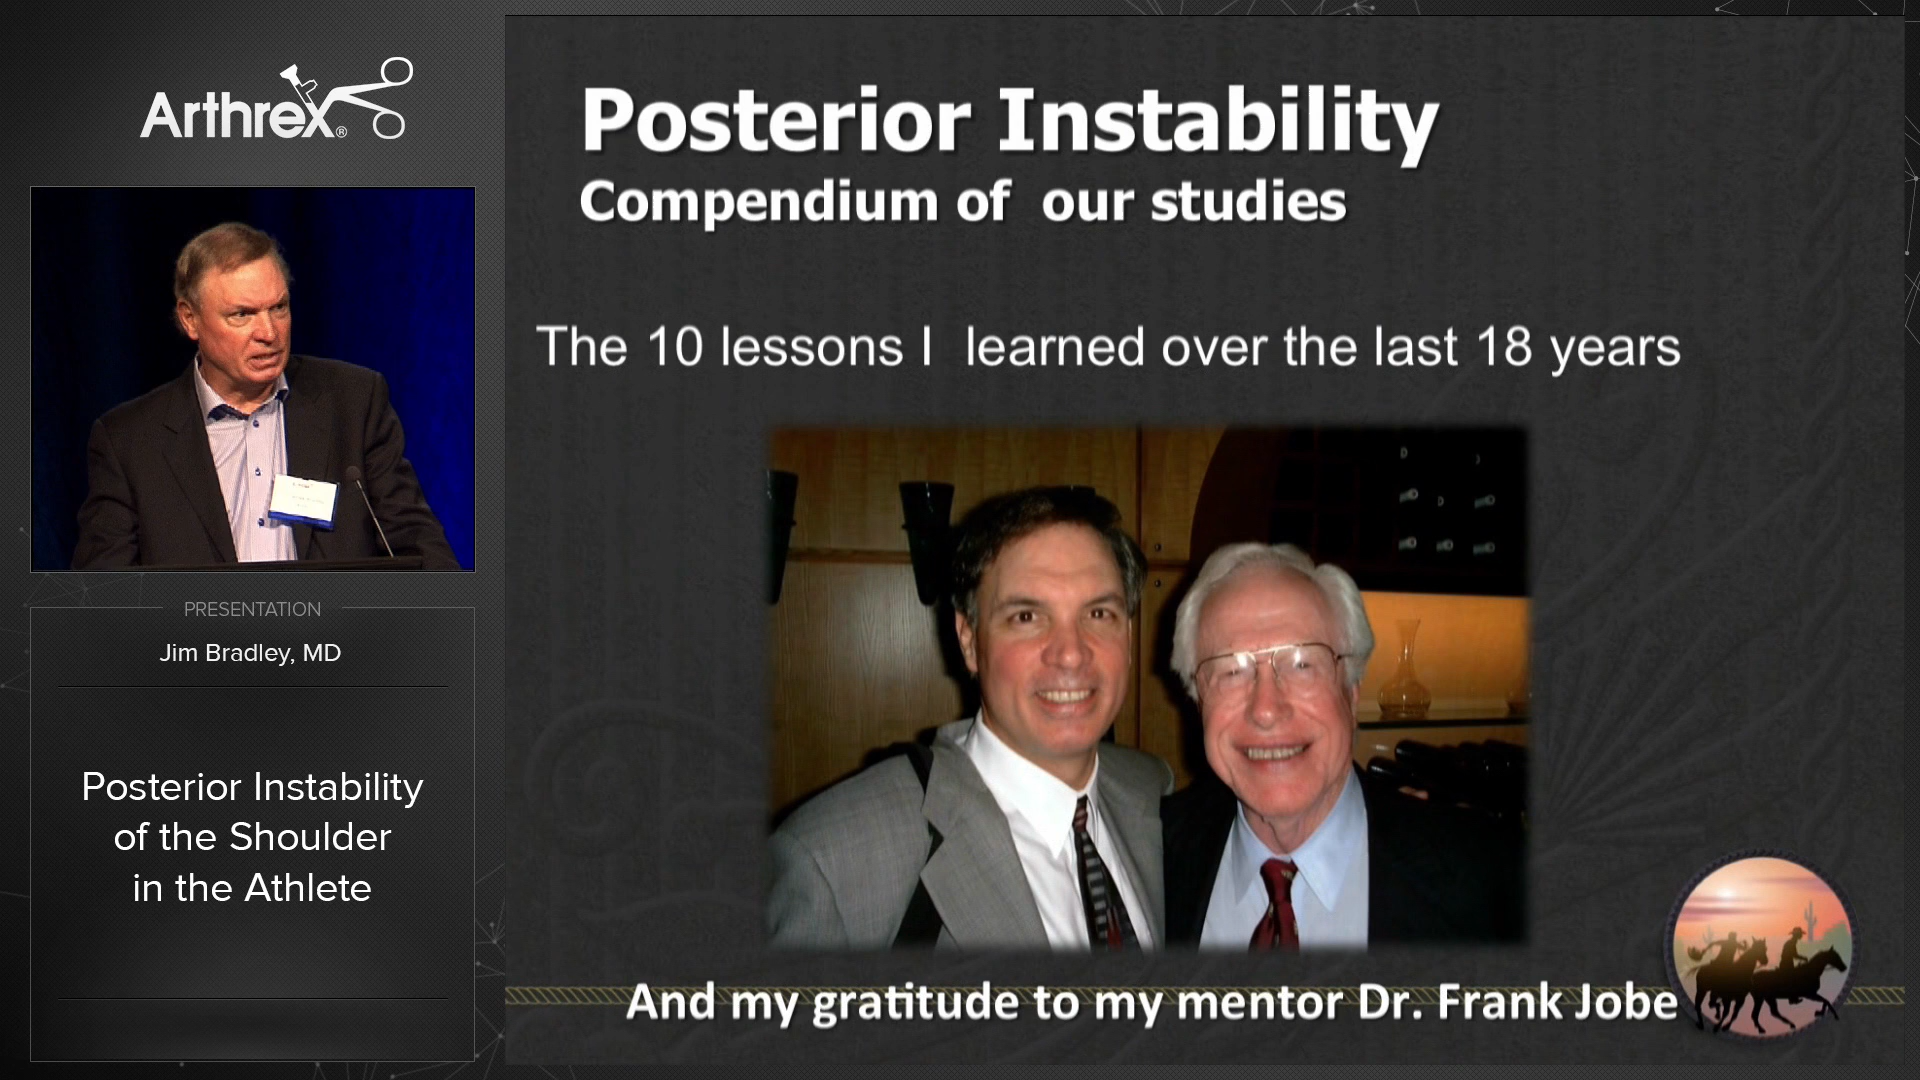 Arthrex®
PRESENTATION
Jim Bradley, MD
Posterior Instability
of the Shoulder
in the Athlete
Posterior Instability
Compendium of our studies
The 10 lessons I learned over the last 18 years
And my gratitude to my mentor Dr. Frank Jobe